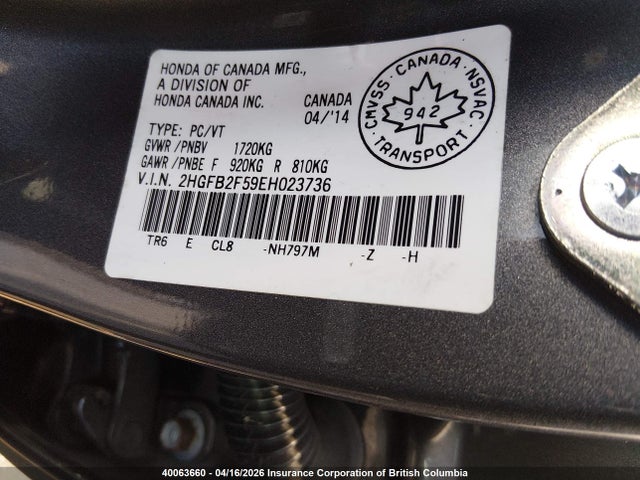 HONDA OF CANADA MFG.,
A DIVISION OF
HONDA CANADA INC.
CANADA
04/'14
TYPE: PC/VT
GVWR/PNBV 1720KG
GAWR/PNBE F 920KG R 810KG
V.I.N. 2HGFB2F59EH023736
TR6 E CL8 -NH797M -Z -H
CMVSS · CANADA · NSVAC ·
942
TRANSPORT
40063660 - 04/16/2026 Insurance Corporation of British Columbia